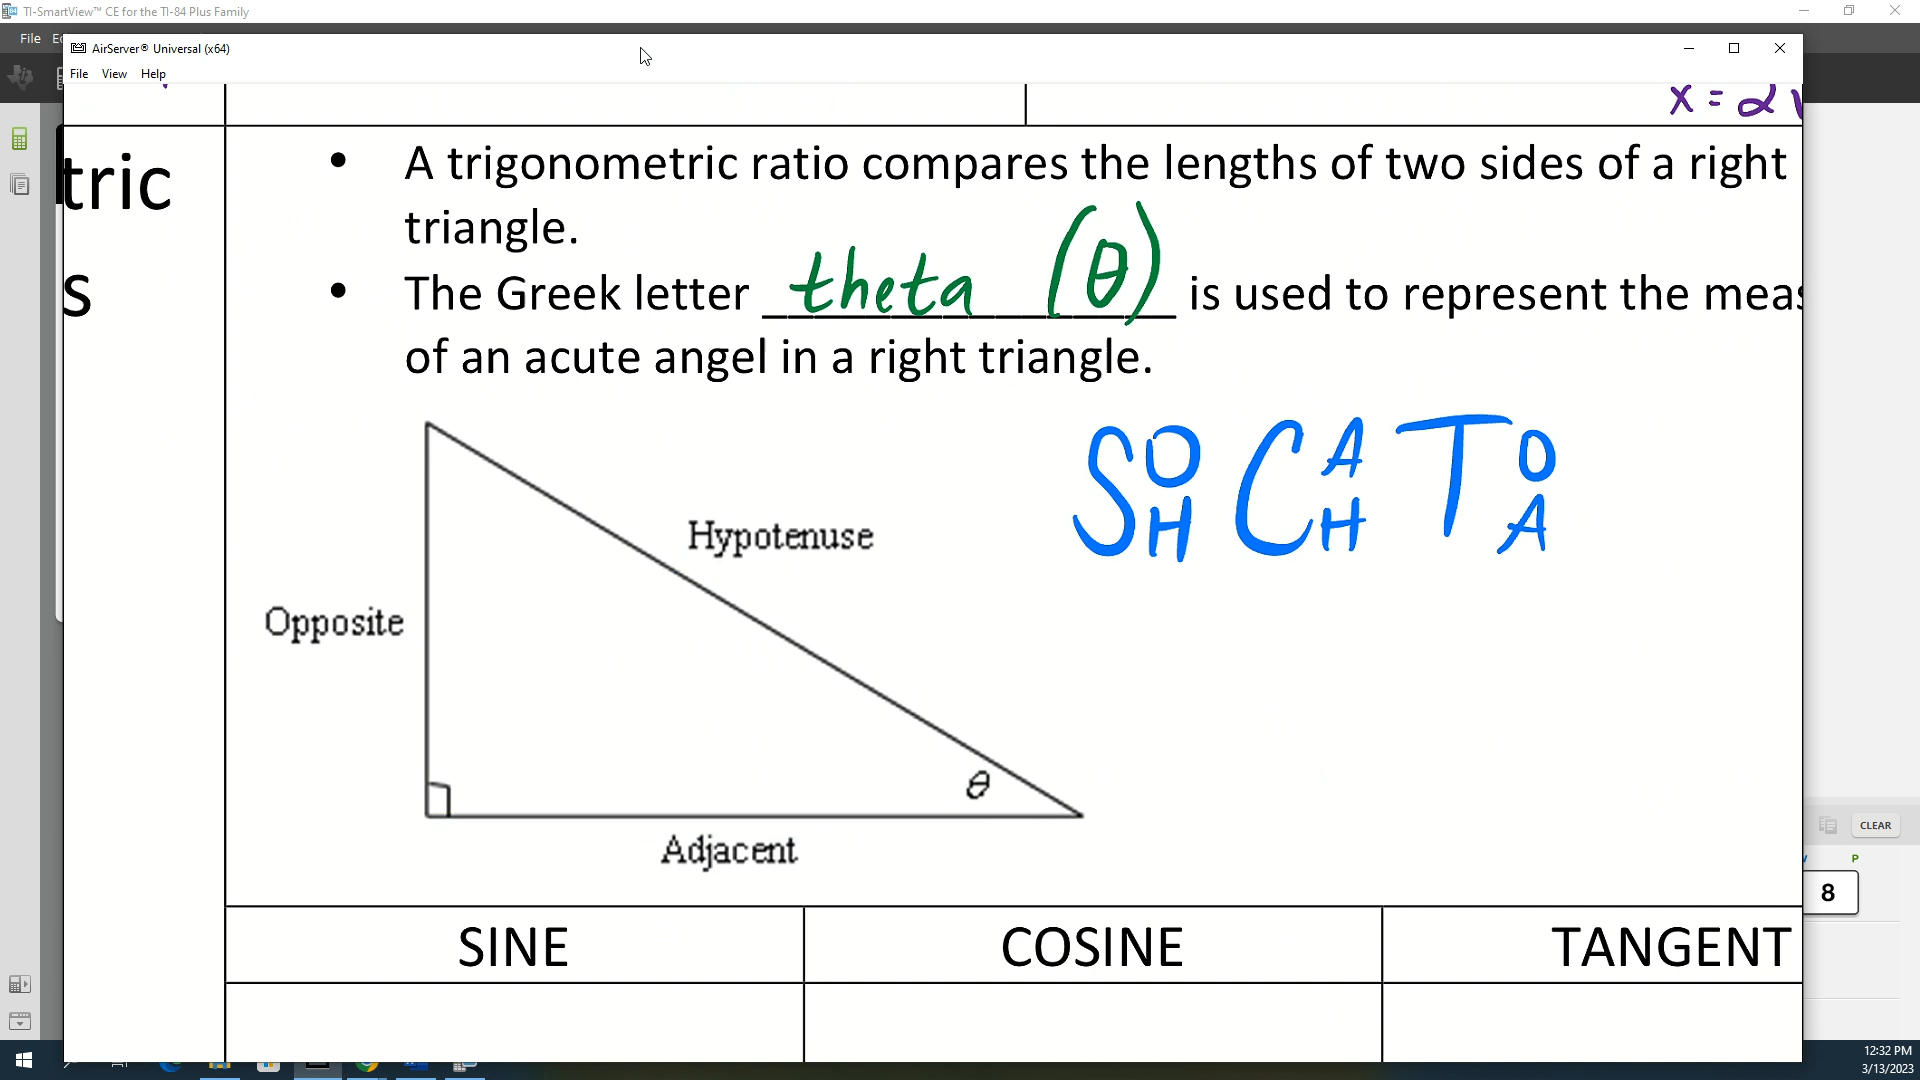 TI-SmartView™ CE for the TI-84 Plus Family
File
AirServer® Universal (x64)
File View Help
x = 2
tric
s
• A trigonometric ratio compares the lengths of two sides of a right
triangle.
• The Greek letter theta (θ) is used to represent the meas
of an acute angel in a right triangle.
S O H C A H T O A
Hypotenuse
Opposite
θ
Adjacent
CLEAR
P
8
SINE COSINE TANGENT
12:32 PM
3/13/2023